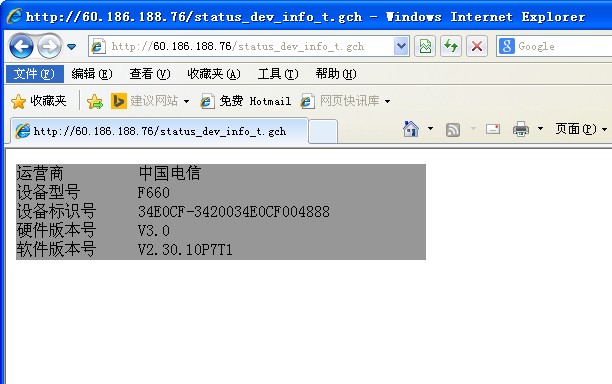 http://60.186.188.76/status_dev_info_t.gch - Windows Internet Explorer
http://60.186.188.76/status_dev_info_t.gch
Google
文件(F) 编辑(E) 查看(V) 收藏夹(A) 工具(T) 帮助(H)
收藏夹 建议网站 免费 Hotmail 网页快讯库
http://60.186.188.76/status_dev_info_t.gch 页面(P)
运营商 中国电信
设备型号 F660
设备标识号 34E0CF-3420034E0CF004888
硬件版本号 V3.0
软件版本号 V2.30.10P7T1